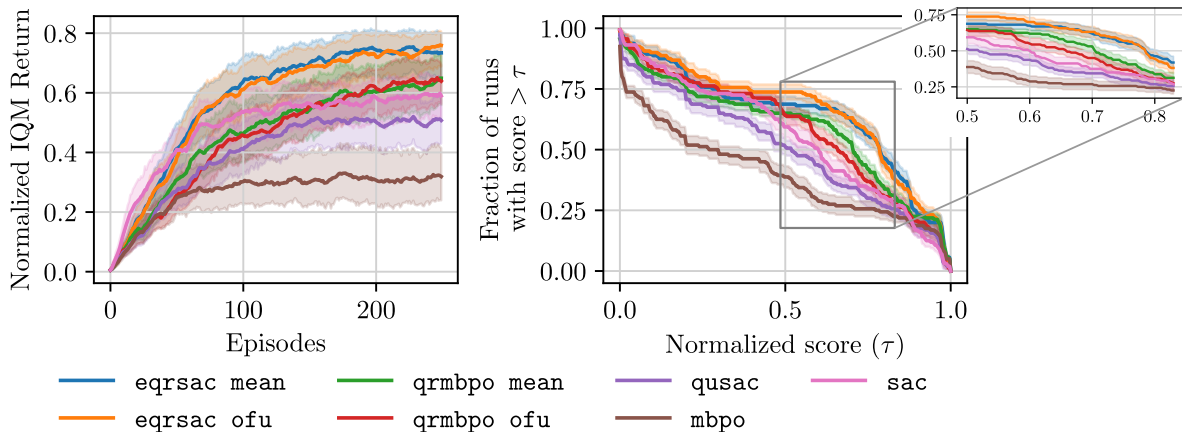 Normalized IQM Return
0.0
0.2
0.4
0.6
0.8
0
100
200
Episodes
Fraction of runs
with score > τ
0.00
0.25
0.50
0.75
1.00
0.0
0.5
1.0
Normalized score (τ)
0.75
0.50
0.25
0.5
0.6
0.7
0.8
eqrsac mean
qrmbpo mean
qusac
sac
eqrsac ofu
qrmbpo ofu
mbpo